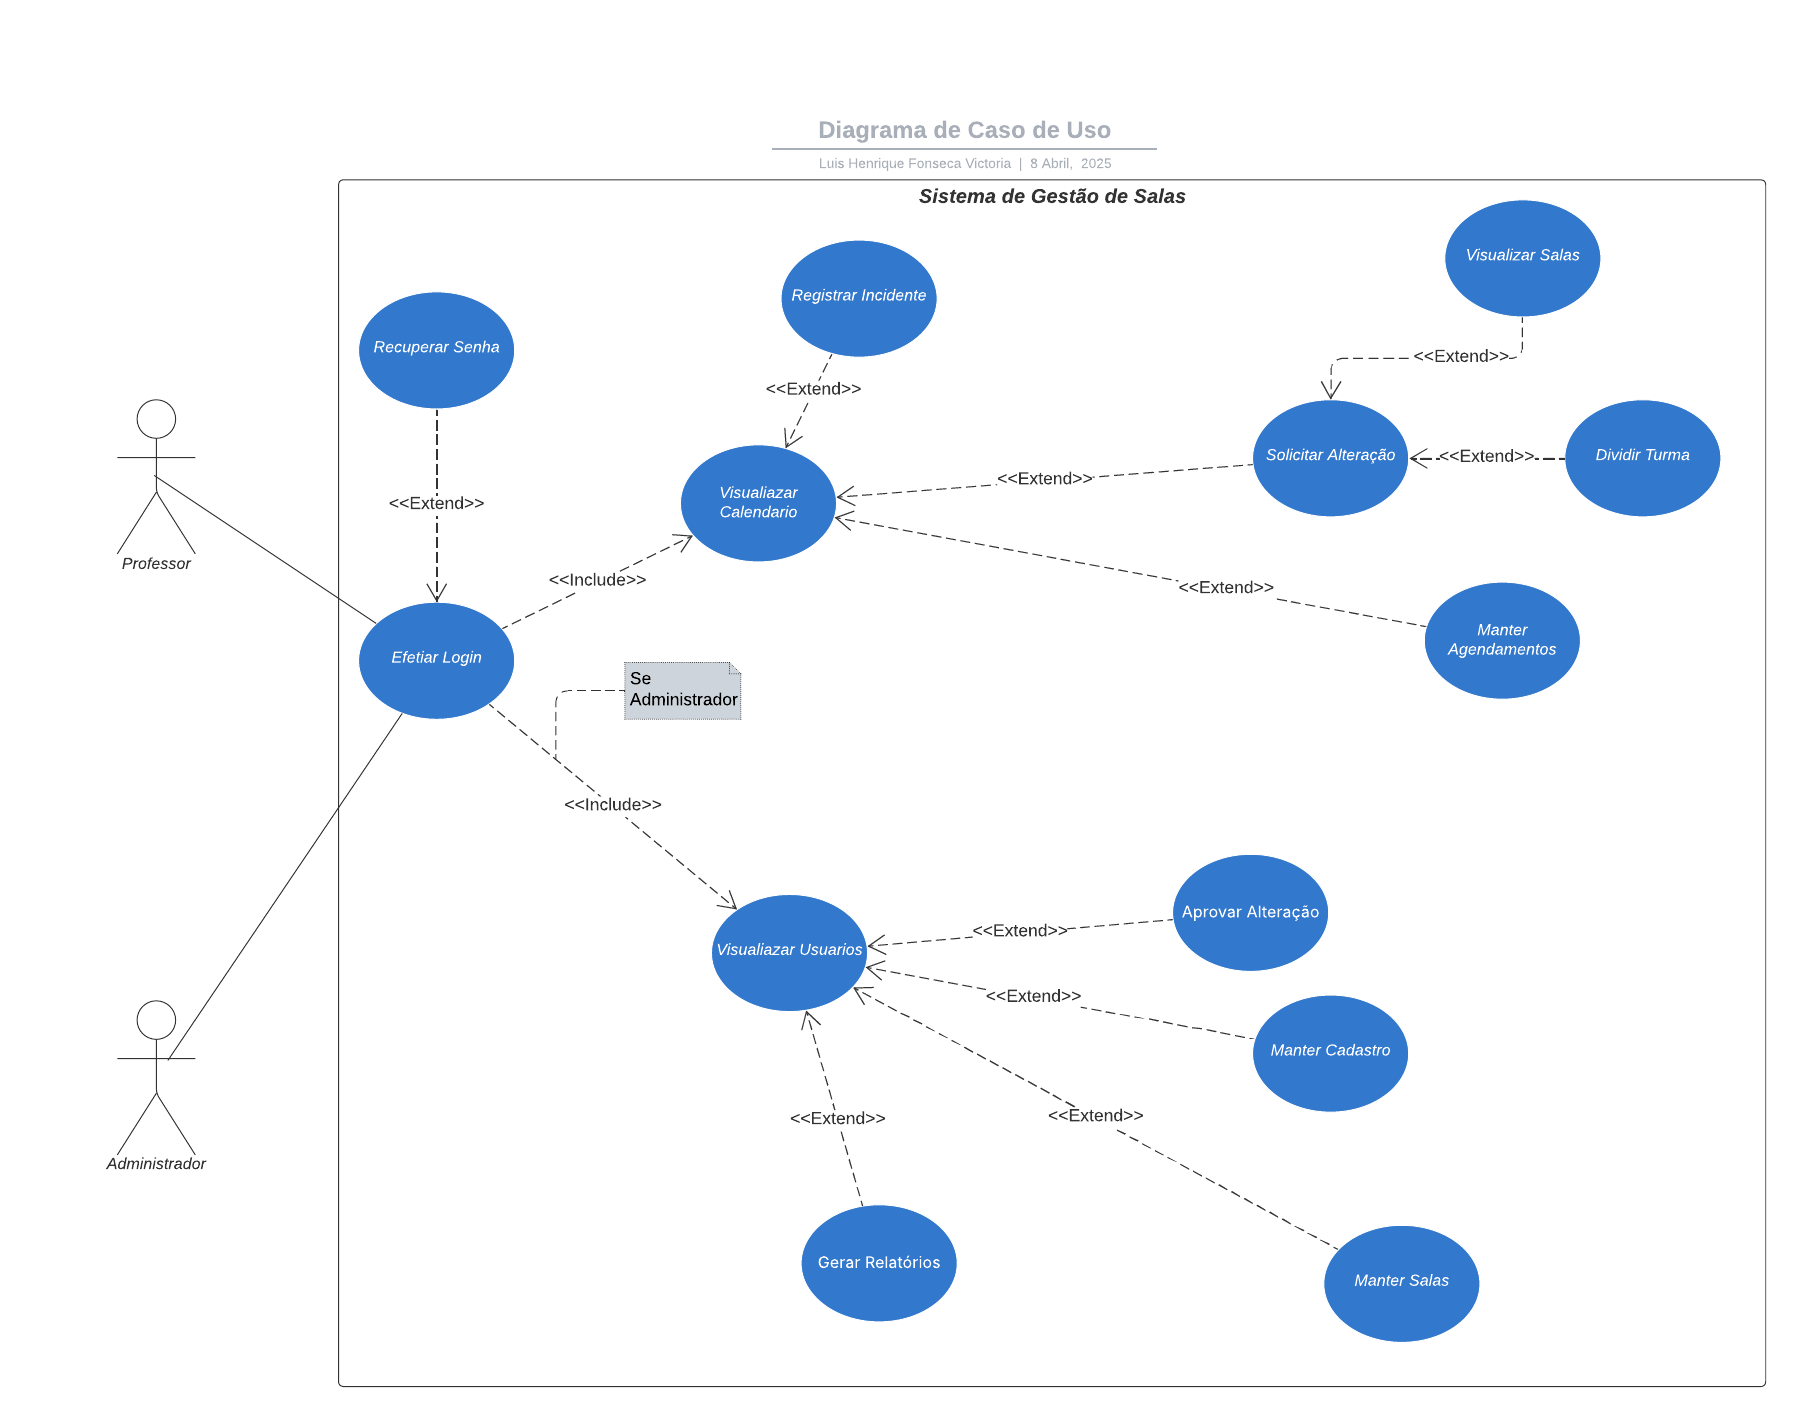 Diagrama de Caso de Uso
Luis Henrique Fonseca Victoria | 8 Abril, 2025
Sistema de Gestão de Salas
Visualizar Salas
Registrar Incidente
Recuperar Senha
<<Extend>>
<<Extend>>
Solicitar Alteração
<<Extend>>
Dividir Turma
<<Extend>>
Visualiazar
Calendario
<<Extend>>
Professor
<<Include>>
<<Extend>>
Manter
Agendamentos
Efetiar Login
Se
Administrador
<<Include>>
Aprovar Alteração
<<Extend>>
Visualiazar Usuarios
<<Extend>>
Manter Cadastro
<<Extend>>
<<Extend>>
Administrador
Gerar Relatórios
Manter Salas